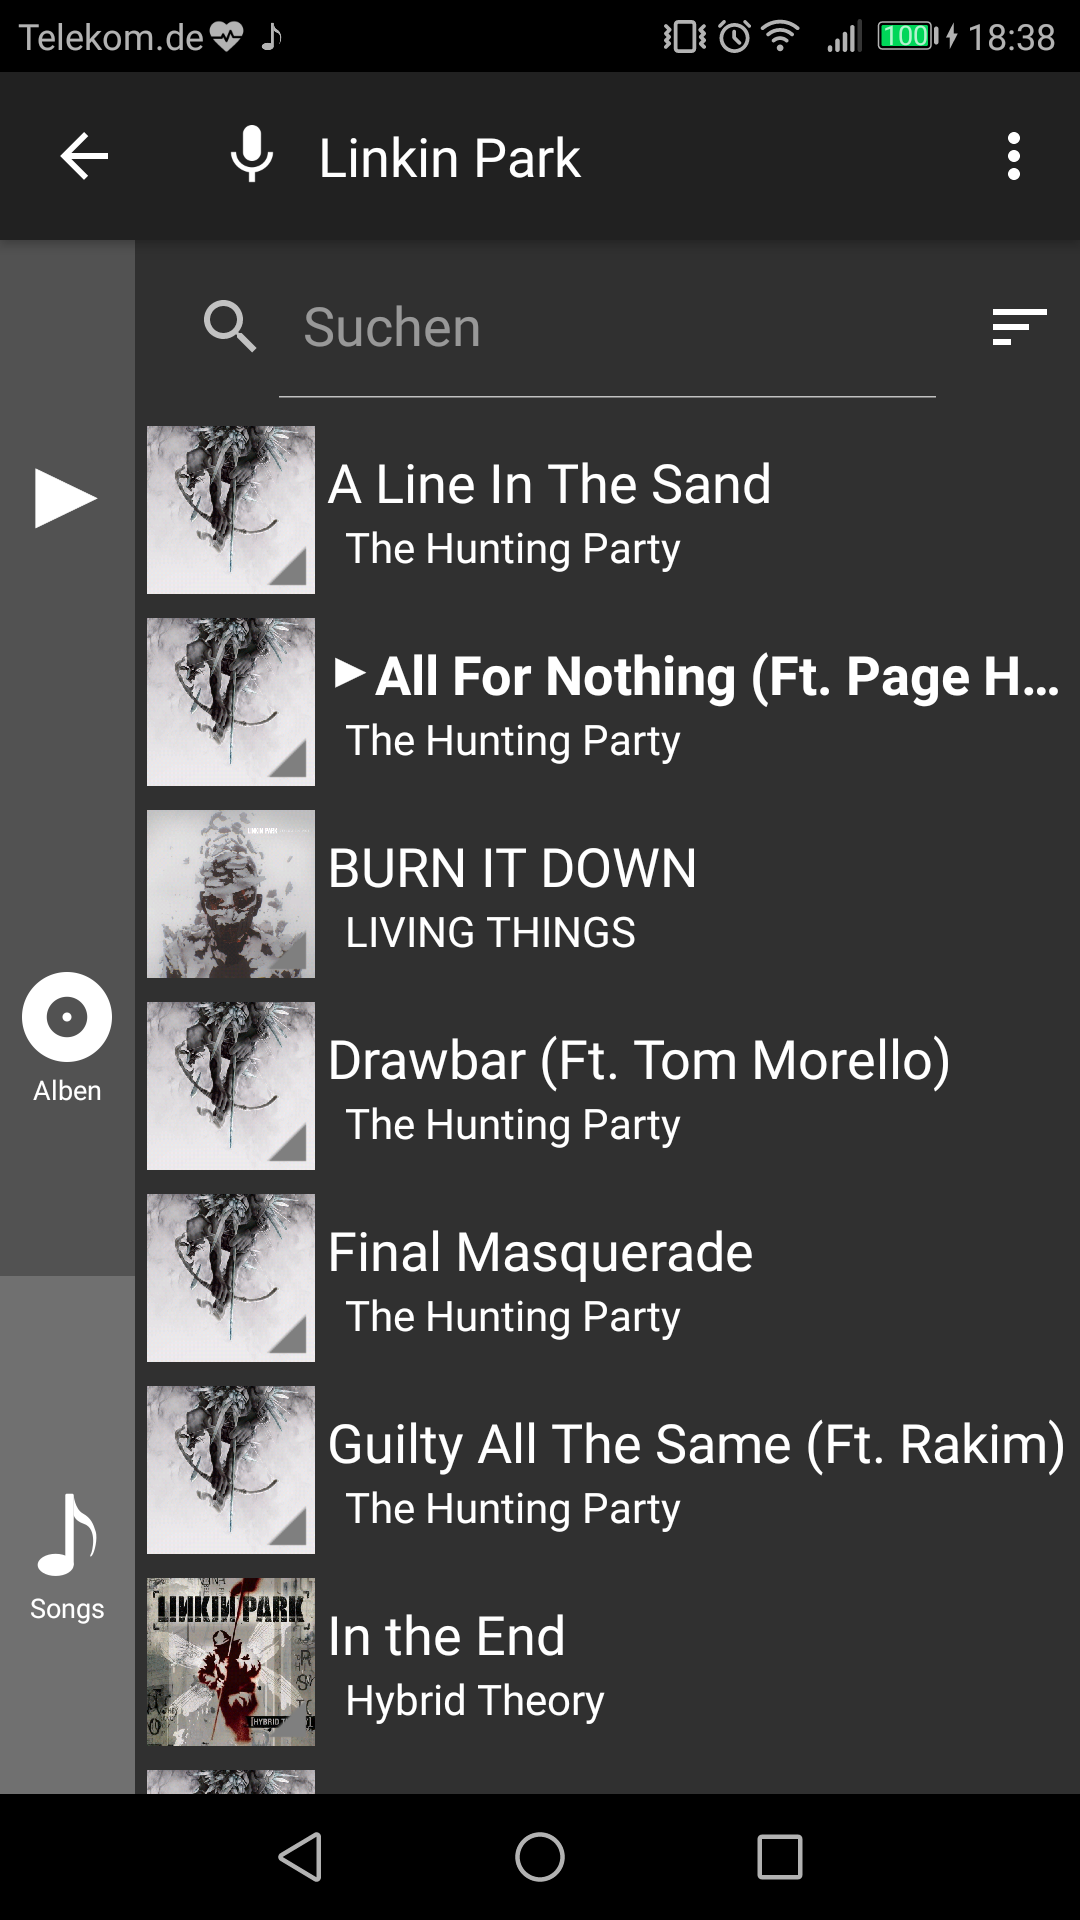 Telekom.de 100 18:38
Linkin Park
Suchen
A Line In The Sand
The Hunting Party
All For Nothing (Ft. Page H...
The Hunting Party
LINKIN PARK
BURN IT DOWN
LIVING THINGS
Alben
Drawbar (Ft. Tom Morello)
The Hunting Party
Final Masquerade
The Hunting Party
Guilty All The Same (Ft. Rakim)
The Hunting Party
Songs
LINKIN PARK
In the End
Hybrid Theory